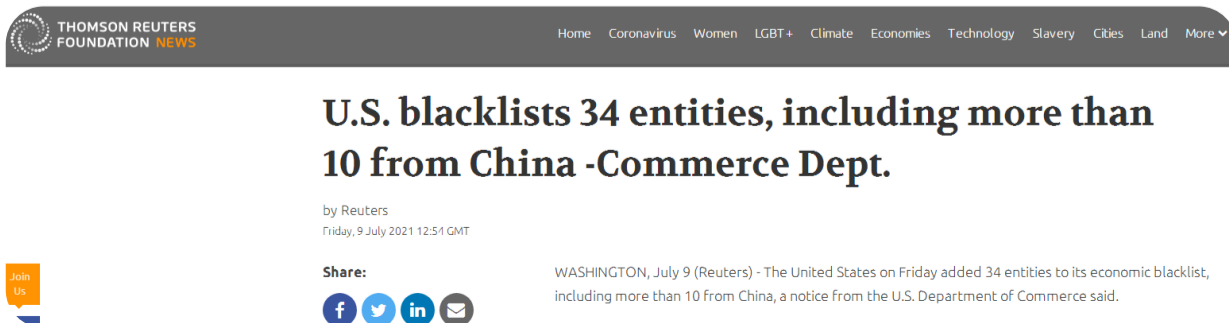 THOMSON REUTERS
FOUNDATION NEWS
Home Coronavirus Women LGBT+ Climate Economies Technology Slavery Cities Land More
U.S. blacklists 34 entities, including more than
10 from China -Commerce Dept.
by Reuters
Friday, 9 July 2021 12:54 GMT
Join
Us
Share:
WASHINGTON, July 9 (Reuters) - The United States on Friday added 34 entities to its economic blacklist,
including more than 10 from China, a notice from the U.S. Department of Commerce said.
f in